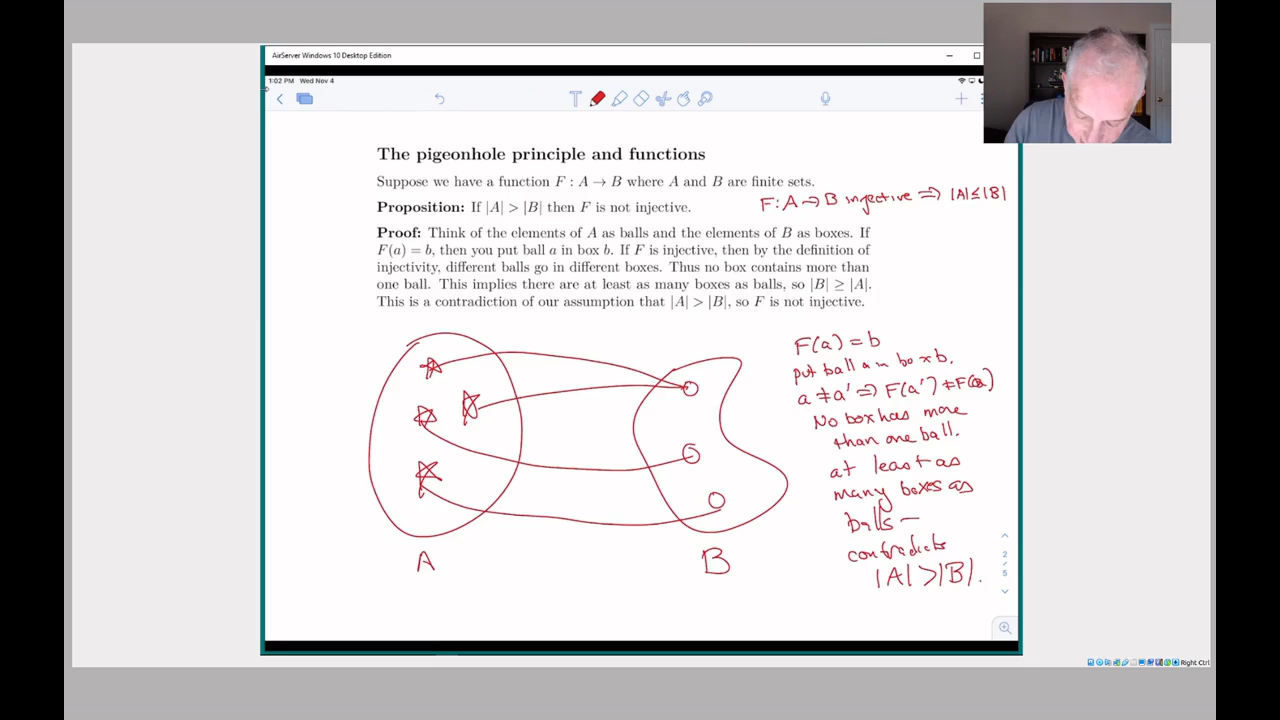 AirServer Windows 10 Desktop Edition
1:02 PM Wed Nov 4
The pigeonhole principle and functions
Suppose we have a function F : A → B where A and B are finite sets.
F: A → B injective ⇒ |A| ≤ |B|
Proposition: If |A| > |B| then F is not injective.
Proof: Think of the elements of A as balls and the elements of B as boxes. If
F(a) = b, then you put ball a in box b. If F is injective, then by the definition of
injectivity, different balls go in different boxes. Thus no box contains more than
one ball. This implies there are at least as many boxes as balls, so |B| ≥ |A|.
This is a contradiction of our assumption that |A| > |B|, so F is not injective.
F(a) = b
put ball a in box b.
a ≠ a' ⇒ F(a') ≠ F(a)
No box has more
than one ball.
at least as
many boxes as
balls —
contradicts
|A| > |B|.
A
B
2
5
Right Ctrl